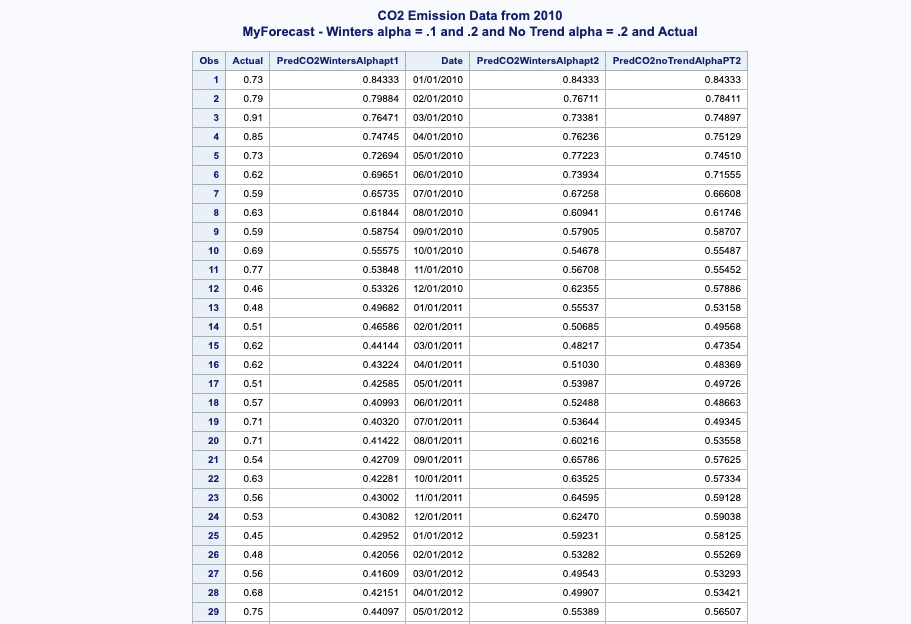 CO2 Emission Data from 2010
MyForecast - Winters alpha = .1 and .2 and No Trend alpha = .2 and Actual
Obs Actual PredCO2WintersAlphapt1 Date PredCO2WintersAlphapt2 PredCO2noTrendAlphaPT2
1 0.73 0.84333 01/01/2010 0.84333 0.84333
2 0.79 0.79884 02/01/2010 0.76711 0.78411
3 0.91 0.76471 03/01/2010 0.73381 0.74897
4 0.85 0.74745 04/01/2010 0.76236 0.75129
5 0.73 0.72694 05/01/2010 0.77223 0.74510
6 0.62 0.69651 06/01/2010 0.73934 0.71555
7 0.59 0.65735 07/01/2010 0.67258 0.66608
8 0.63 0.61844 08/01/2010 0.60941 0.61746
9 0.59 0.58754 09/01/2010 0.57905 0.58707
10 0.69 0.55575 10/01/2010 0.54678 0.55487
11 0.77 0.53848 11/01/2010 0.56708 0.55452
12 0.46 0.53326 12/01/2010 0.62355 0.57886
13 0.48 0.49682 01/01/2011 0.55537 0.53158
14 0.51 0.46586 02/01/2011 0.50685 0.49568
15 0.62 0.44144 03/01/2011 0.48217 0.47354
16 0.62 0.43224 04/01/2011 0.51030 0.48369
17 0.51 0.42585 05/01/2011 0.53987 0.49726
18 0.57 0.40993 06/01/2011 0.52488 0.48663
19 0.71 0.40320 07/01/2011 0.53644 0.49345
20 0.71 0.41422 08/01/2011 0.60216 0.53558
21 0.54 0.42709 09/01/2011 0.65786 0.57625
22 0.63 0.42281 10/01/2011 0.63525 0.57334
23 0.56 0.43002 11/01/2011 0.64595 0.59128
24 0.53 0.43082 12/01/2011 0.62470 0.59038
25 0.45 0.42952 01/01/2012 0.59231 0.58125
26 0.48 0.42056 02/01/2012 0.53282 0.55269
27 0.56 0.41609 03/01/2012 0.49543 0.53293
28 0.68 0.42151 04/01/2012 0.49907 0.53421
29 0.75 0.44097 05/01/2012 0.55389 0.56507